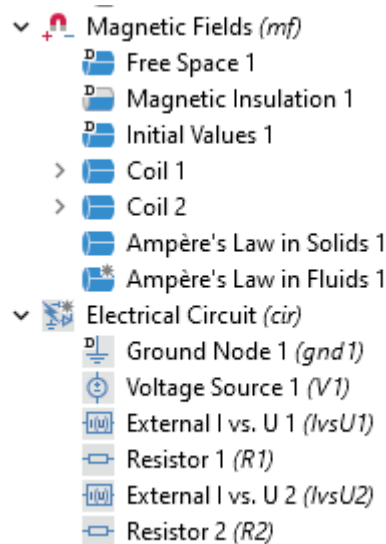 Magnetic Fields (mf)
D Free Space 1
D Magnetic Insulation 1
D Initial Values 1
Coil 1
Coil 2
Ampère's Law in Solids 1
Ampère's Law in Fluids 1
Electrical Circuit (cir)
D Ground Node 1 (gnd1)
Voltage Source 1 (V1)
I(U) External I vs. U 1 (IvsU1)
Resistor 1 (R1)
I(U) External I vs. U 2 (IvsU2)
Resistor 2 (R2)